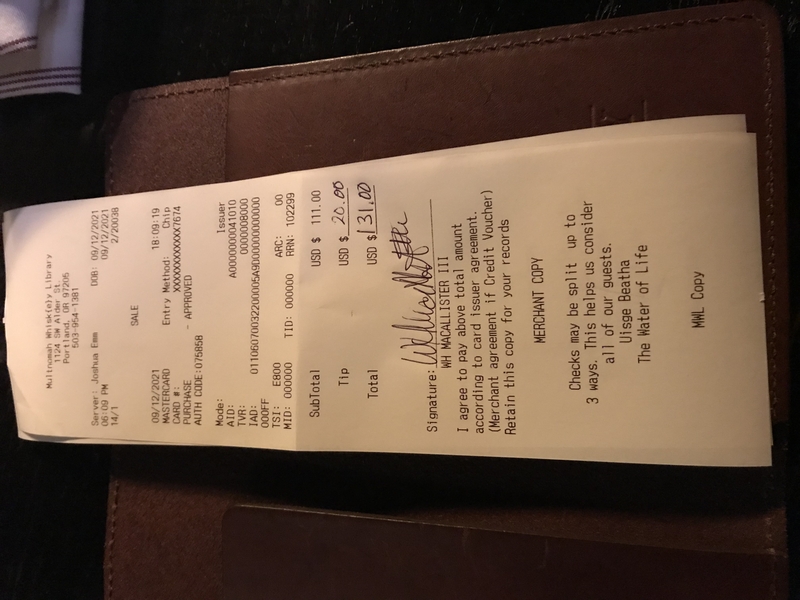 Multnomah Whisk{e}y Library
1124 SW Alder St.
Portland, OR 97205
503-954-1381
Server: Joshua Emm DOB: 09/12/2021
06:09 PM 09/12/2021
14/1 2/20038
SALE
09/12/2021 18:09:19
MASTERCARD Entry Method: Chip
CARD #: XXXXXXXXXXXX7674
PURCHASE - APPROVED
AUTH CODE:07585B
Mode: Issuer
AID: A0000000041010
TVR: 0000008000
IAD:
00OFF
TSI: E800 ARC: 00
MID: 000000 TID: 000000 RRN: 102299
SubTotal USD $ 111.00
Tip USD $ 20.00
Total USD $ 131.00
Signature:
WH MACALLISTER III
I agree to pay above total amount
according to card issuer agreement.
(Merchant agreement if Credit Voucher)
Retain this copy for your records
MERCHANT COPY
Checks may be split up to
3 ways. This helps us consider
all of our guests.
Uisge Beatha
The Water of Life
MWL Copy